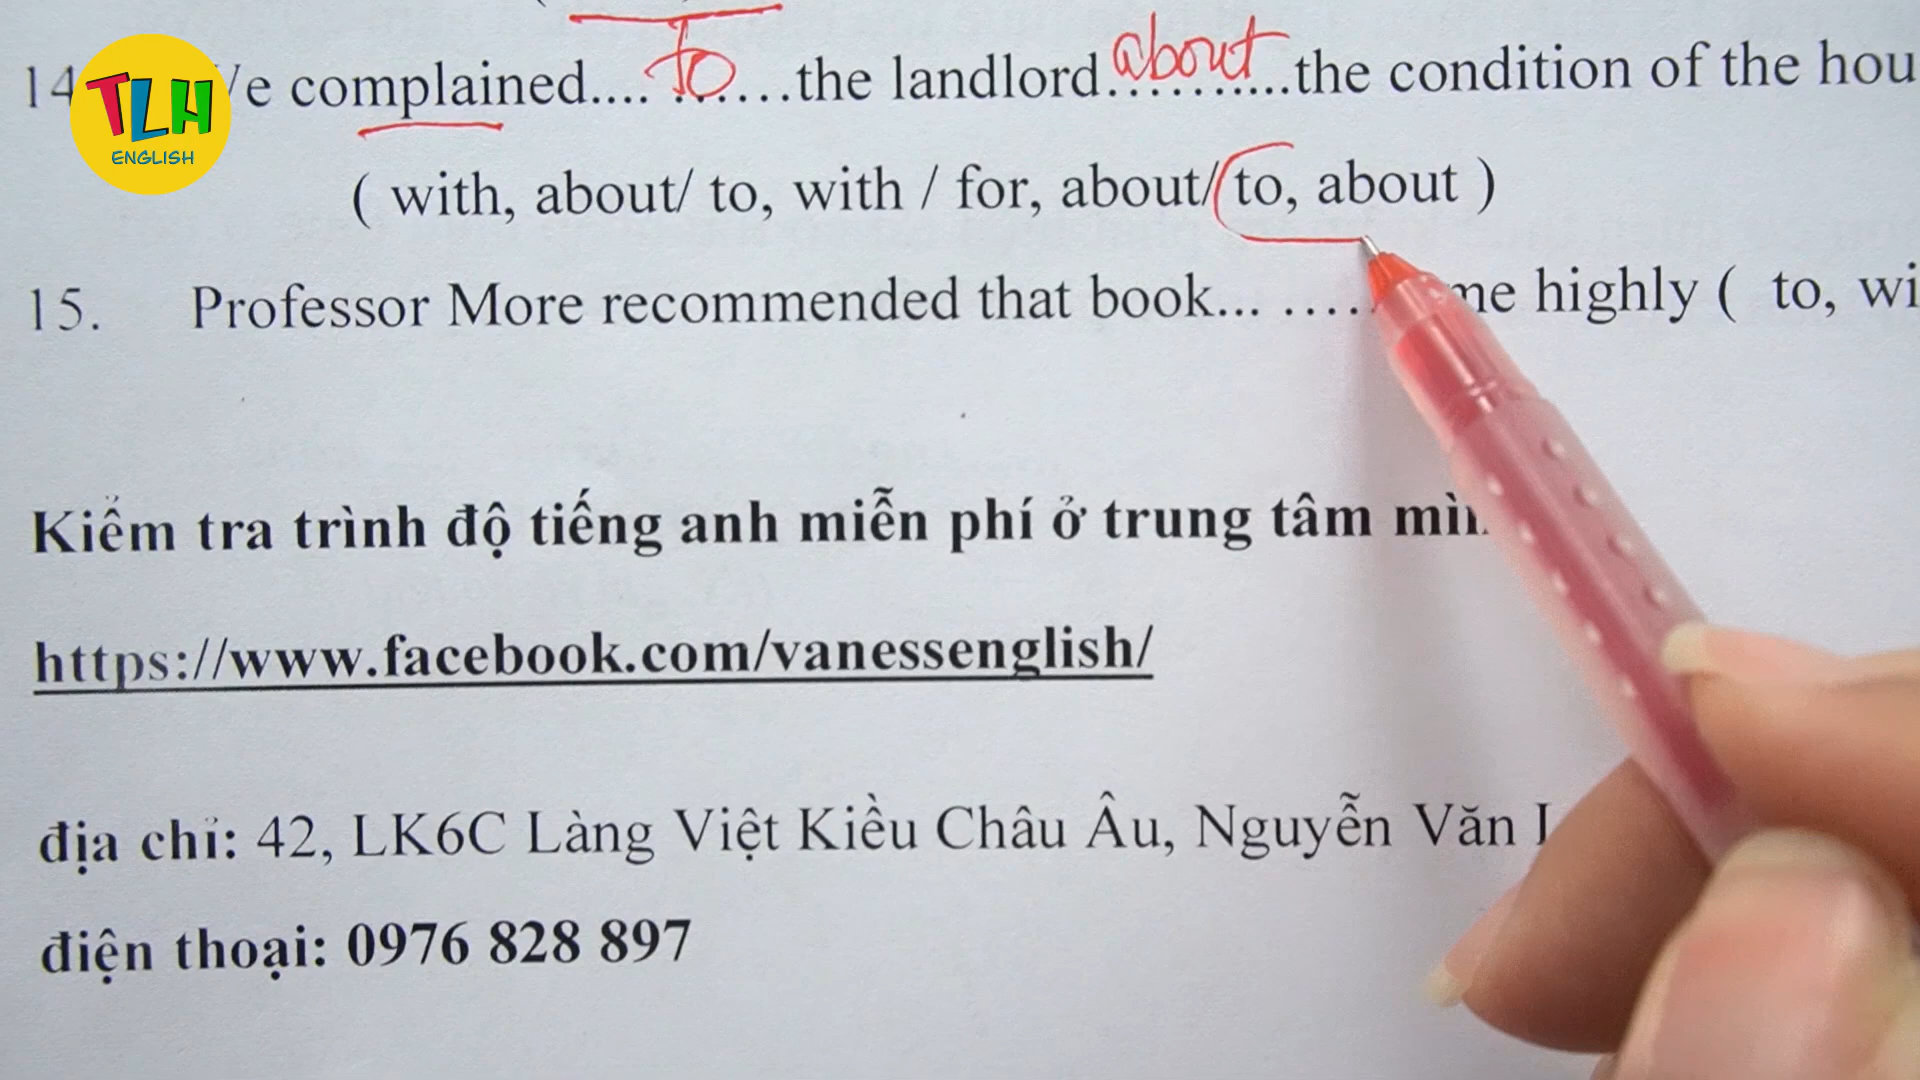 14 We complained.... To ......the landlord about ..........the condition of the hou
TLH
ENGLISH
( with, about/ to, with / for, about/ to, about )
15. Professor More recommended that book... ..... me highly ( to, wi
Kiểm tra trình độ tiếng anh miễn phí ở trung tâm
https://www.facebook.com/vanessenglish/
địa chỉ: 42, LK6C Làng Việt Kiều Châu Âu, Nguyễn Văn
điện thoại: 0976 828 897